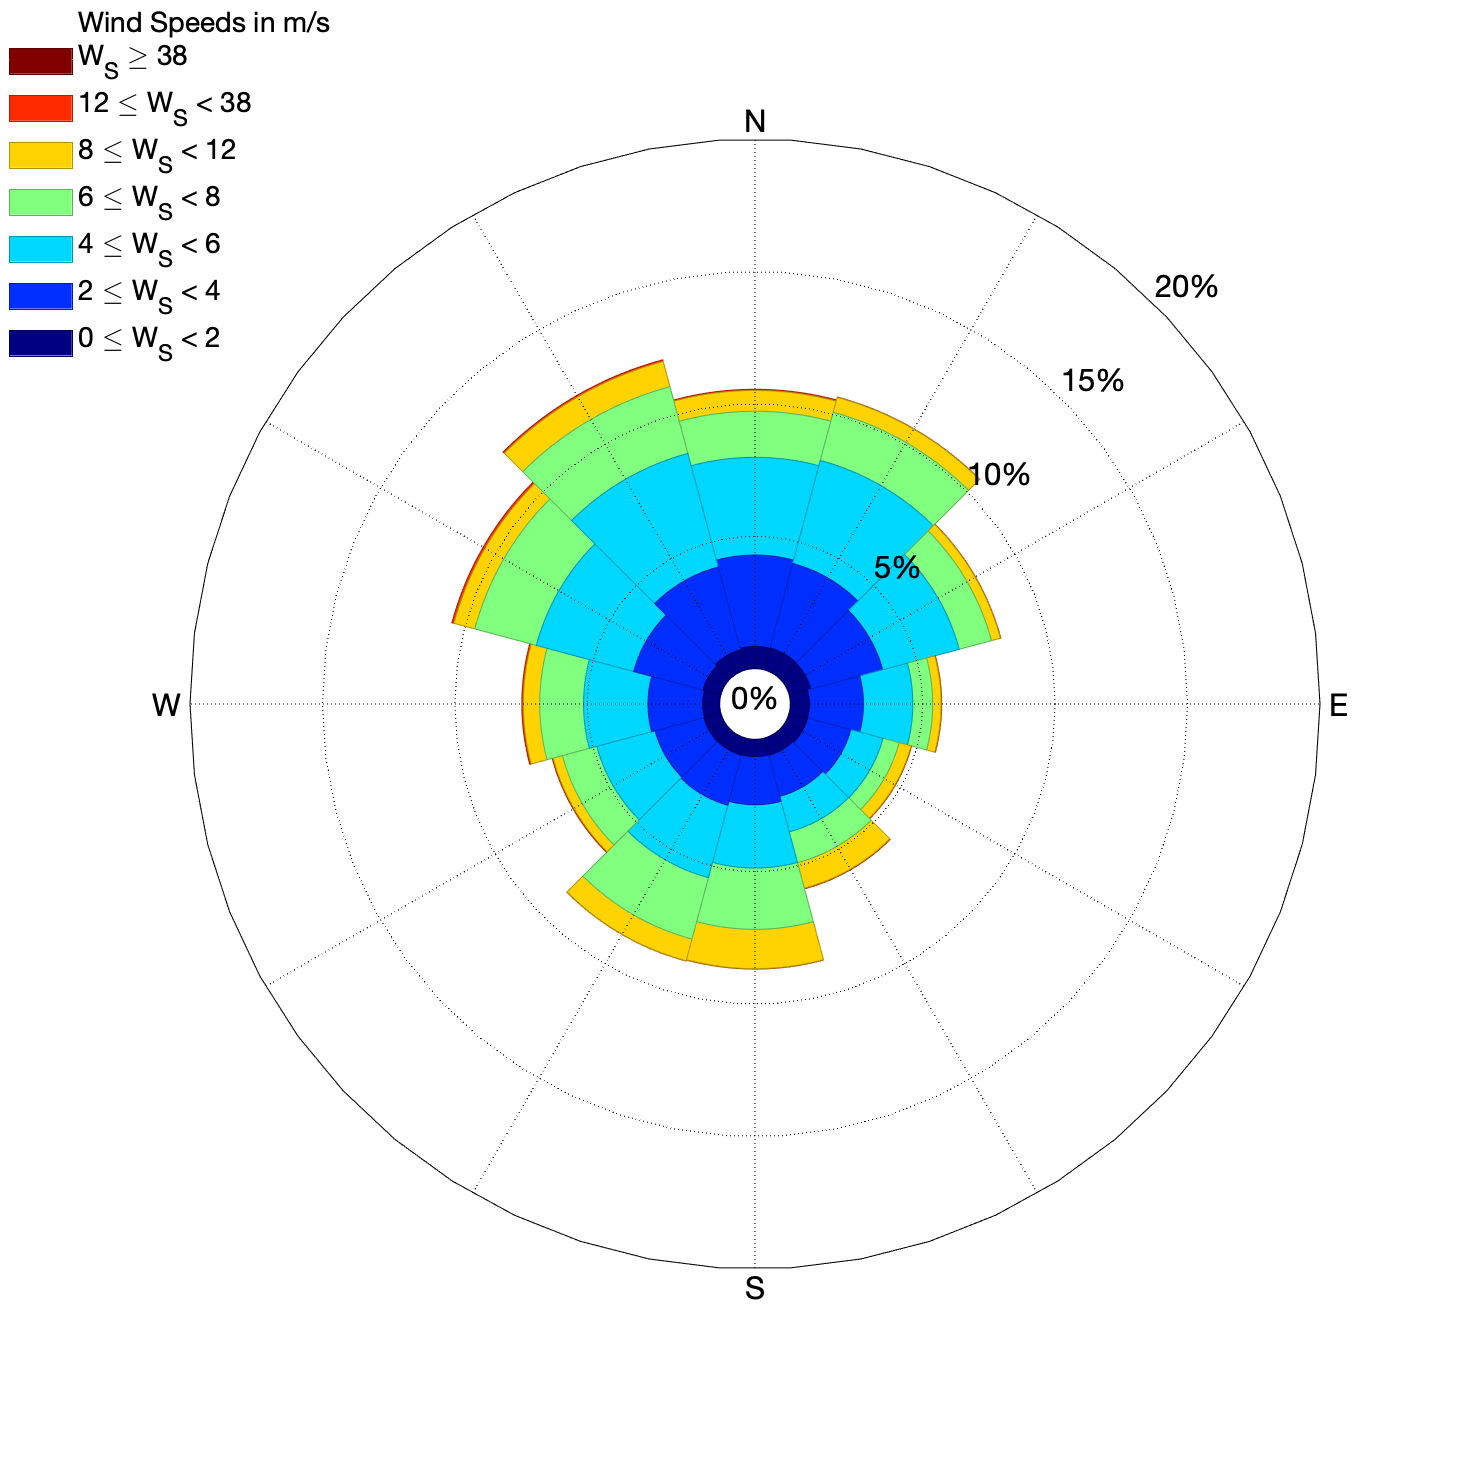 Wind Speeds in m/s
W_S ≥ 38
12 ≤ W_S < 38
8 ≤ W_S < 12
6 ≤ W_S < 8
4 ≤ W_S < 6
2 ≤ W_S < 4
0 ≤ W_S < 2
N
20%
15%
10%
5%
W
0%
E
S